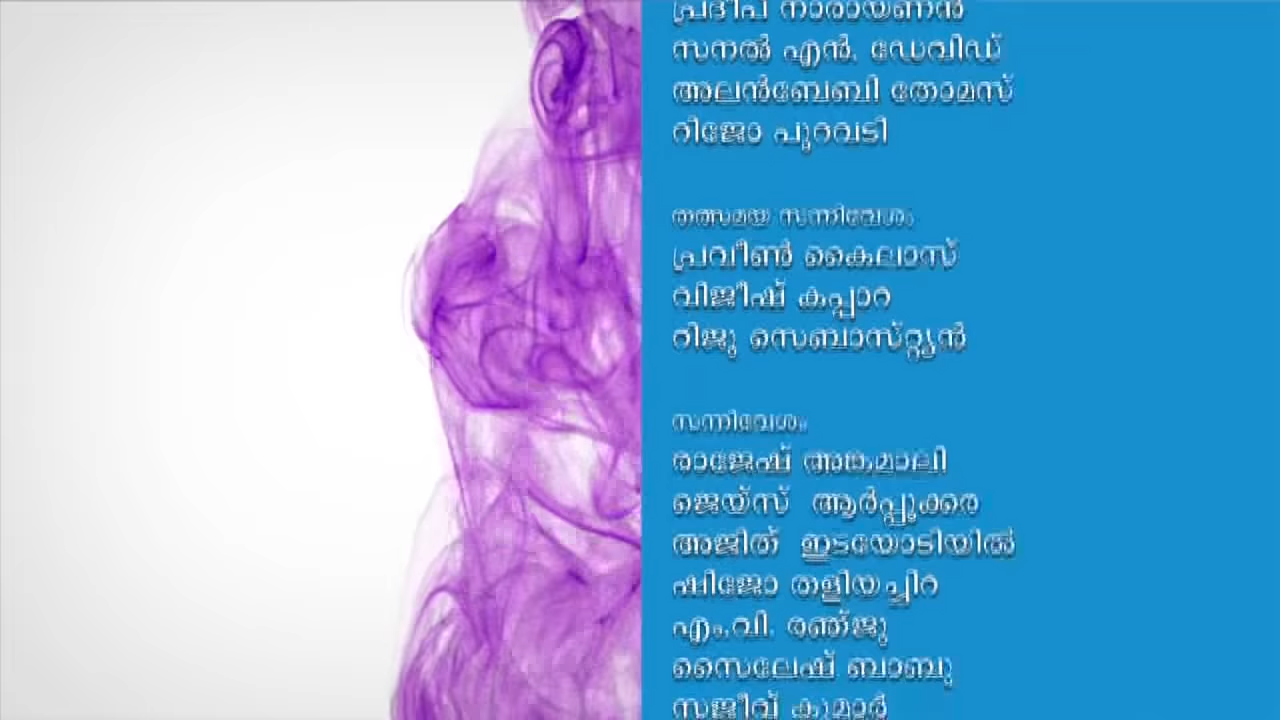 പ്രദീപ് നാരായണൻ
സനൽ എൻ. ഡേവിഡ്
അലൻബേബി തോമസ്
റിജോ പുറവടി
തത്സമയ സന്നിവേശം
പ്രവീൺ കൈലാസ്
വിജീഷ് കപ്പാറ
റിജു സെബാസ്റ്റ്യൻ
സന്നിവേശം
രാജേഷ് അങ്കമാലി
ജെയ്സ് ആർപ്പൂക്കര
അജിത് ഇടയോടിയിൽ
ഷിജോ തളിയച്ചിറ
എം.വി. രഞ്ജു
സൈലേഷ് ബാബു
സജീവ് കുമാർ